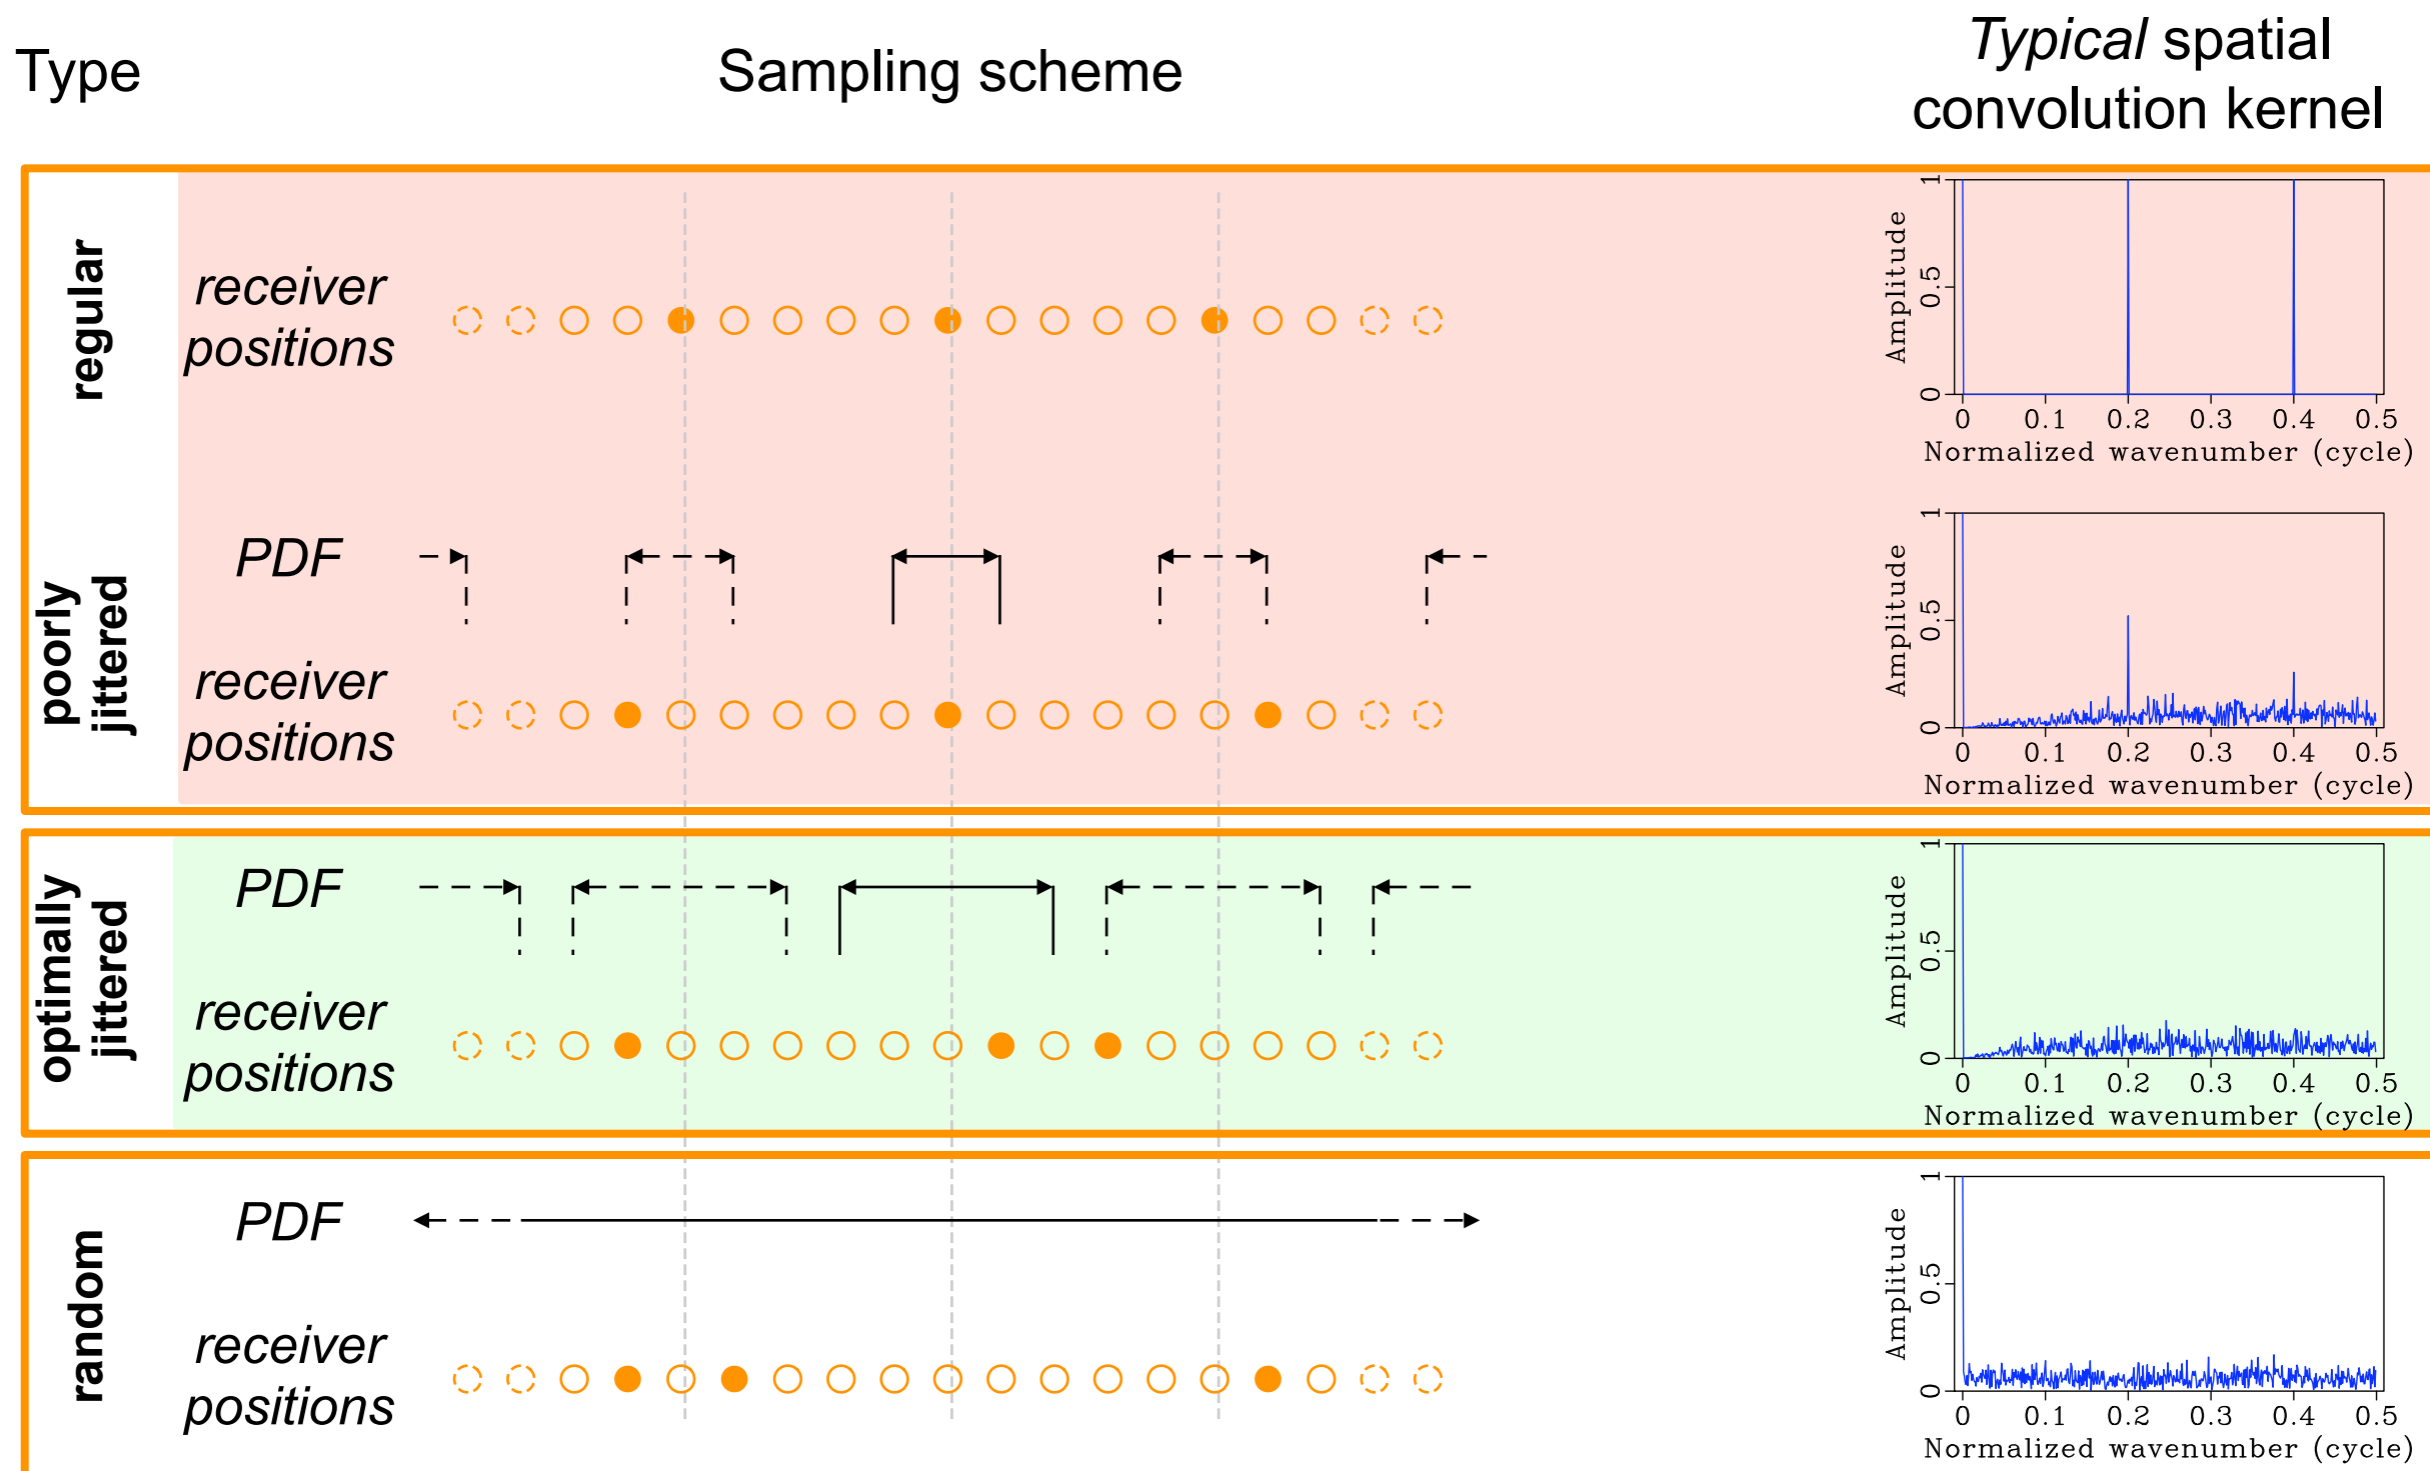 Type
Sampling scheme
Typical spatial
convolution kernel
regular
receiver
positions
Amplitude
1
0.5
0
0 0.1 0.2 0.3 0.4 0.5
Normalized wavenumber (cycle)
poorly
jittered
PDF
receiver
positions
Amplitude
1
0.5
0
0 0.1 0.2 0.3 0.4 0.5
Normalized wavenumber (cycle)
optimally
jittered
PDF
receiver
positions
Amplitude
1
0.5
0
0 0.1 0.2 0.3 0.4 0.5
Normalized wavenumber (cycle)
random
PDF
receiver
positions
Amplitude
1
0.5
0
0 0.1 0.2 0.3 0.4 0.5
Normalized wavenumber (cycle)